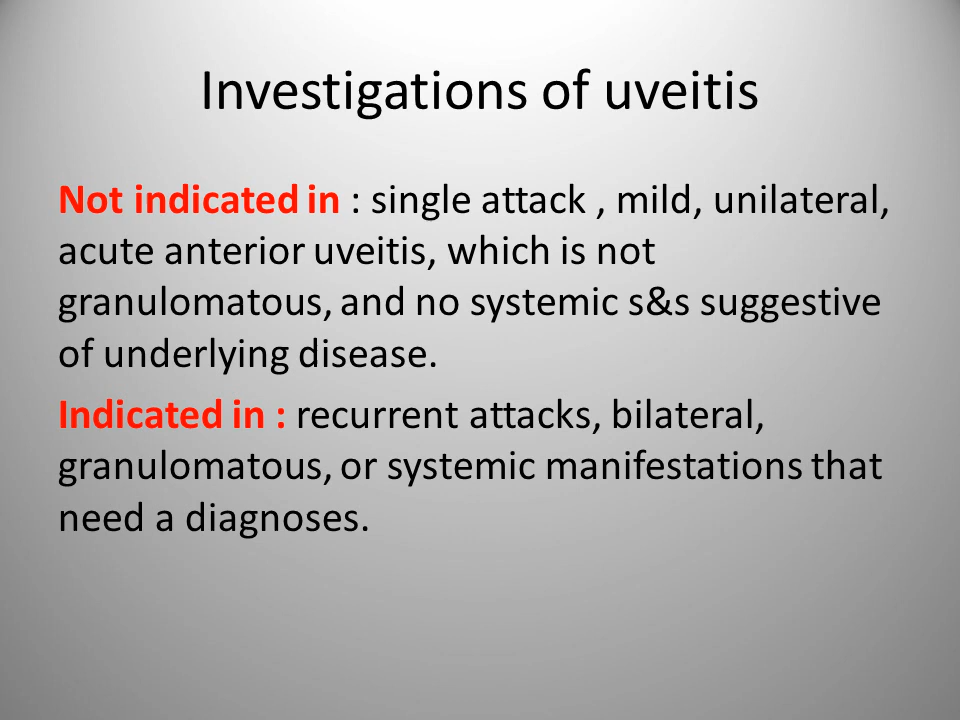 Investigations of uveitis
Not indicated in : single attack , mild, unilateral,
acute anterior uveitis, which is not
granulomatous, and no systemic s&s suggestive
of underlying disease.
Indicated in : recurrent attacks, bilateral,
granulomatous, or systemic manifestations that
need a diagnoses.